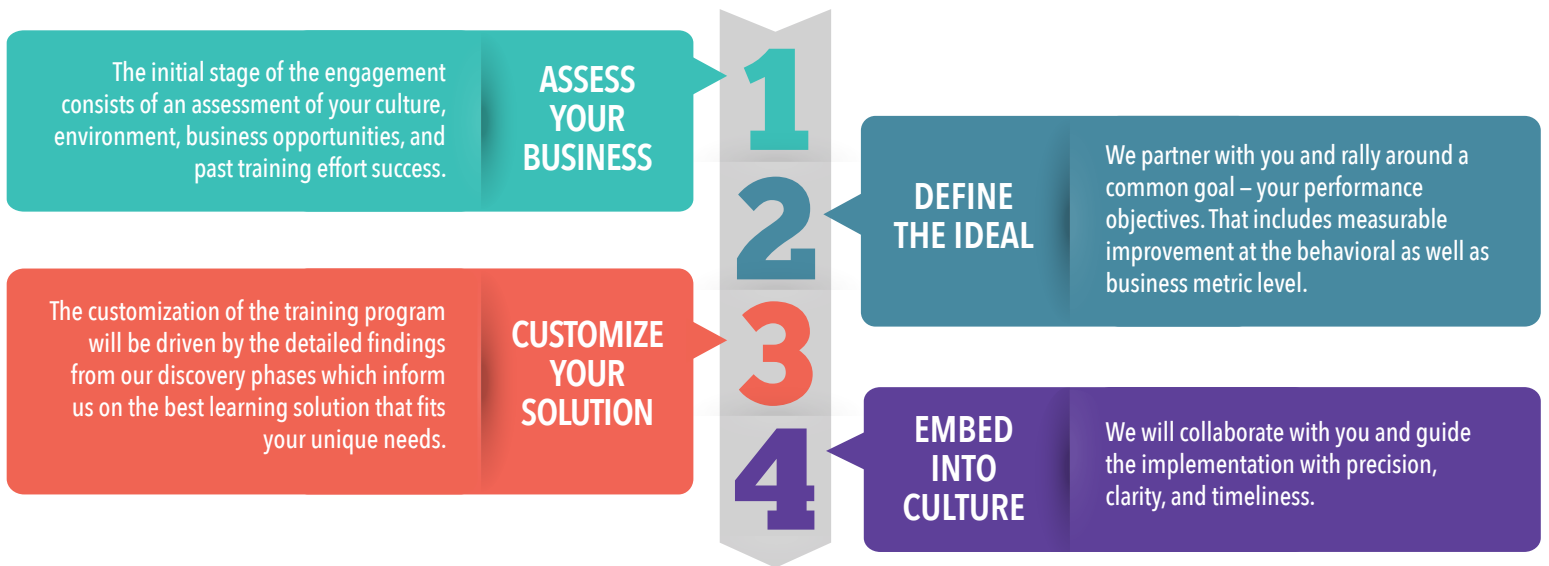 1
ASSESS
YOUR
BUSINESS
The initial stage of the engagement
consists of an assessment of your culture,
environment, business opportunities, and
past training effort success.
2
DEFINE
THE IDEAL
We partner with you and rally around a
common goal – your performance
objectives. That includes measurable
improvement at the behavioral as well as
business metric level.
3
CUSTOMIZE
YOUR
SOLUTION
The customization of the training program
will be driven by the detailed findings
from our discovery phases which inform
us on the best learning solution that fits
your unique needs.
4
EMBED
INTO
CULTURE
We will collaborate with you and guide
the implementation with precision,
clarity, and timeliness.